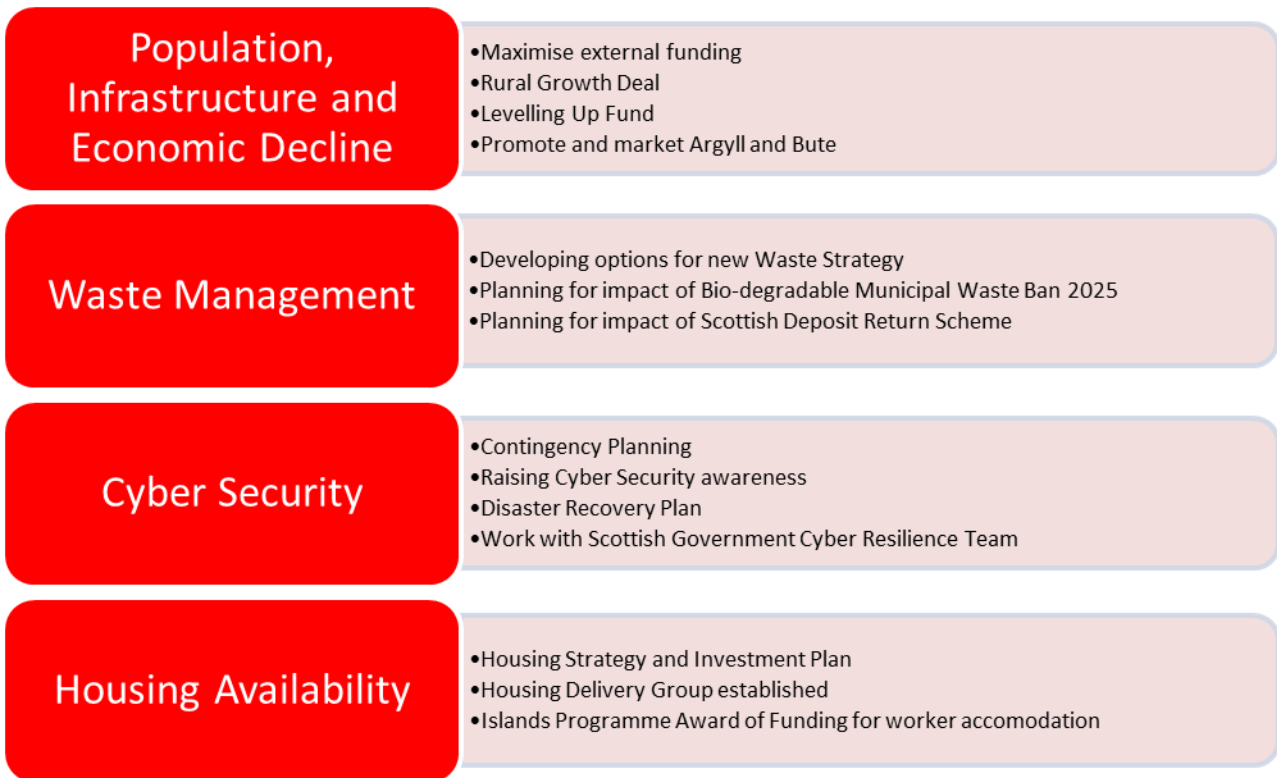 Population,
Infrastructure and
Economic Decline
•Maximise external funding
•Rural Growth Deal
•Levelling Up Fund
•Promote and market Argyll and Bute
Waste Management
•Developing options for new Waste Strategy
•Planning for impact of Bio-degradable Municipal Waste Ban 2025
•Planning for impact of Scottish Deposit Return Scheme
Cyber Security
•Contingency Planning
•Raising Cyber Security awareness
•Disaster Recovery Plan
•Work with Scottish Government Cyber Resilience Team
Housing Availability
•Housing Strategy and Investment Plan
•Housing Delivery Group established
•Islands Programme Award of Funding for worker accomodation